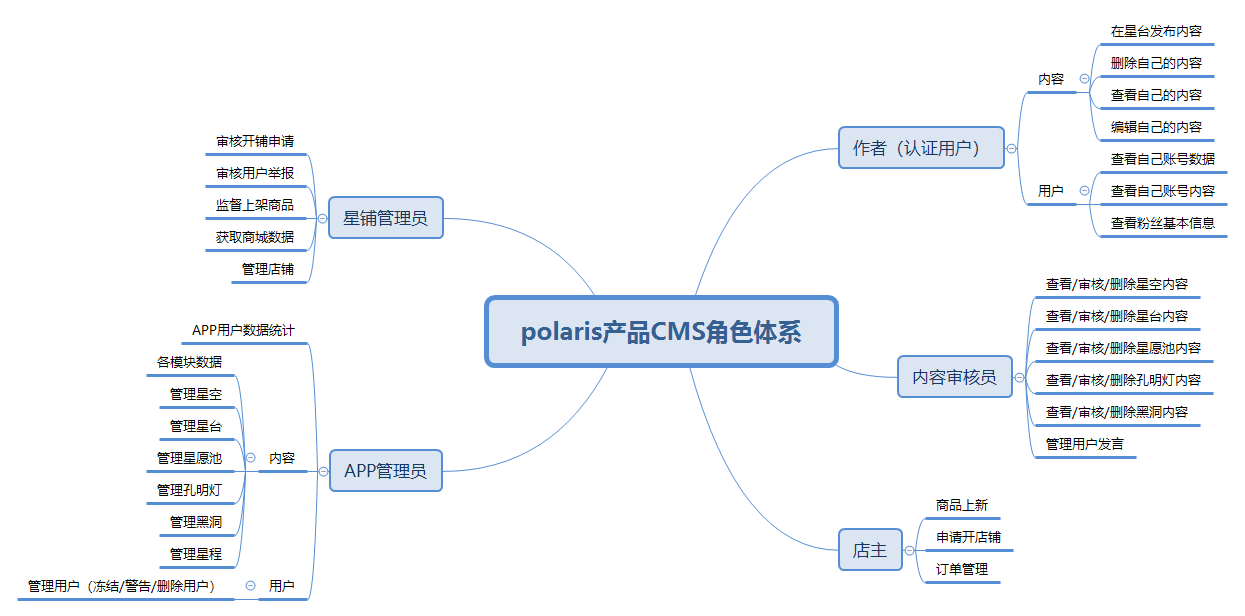 polaris产品CMS角色体系
作者（认证用户）
内容
在星台发布内容
删除自己的内容
查看自己的内容
编辑自己的内容
用户
查看自己账号数据
查看自己账号内容
查看粉丝基本信息
内容审核员
查看/审核/删除星空内容
查看/审核/删除星台内容
查看/审核/删除星愿池内容
查看/审核/删除孔明灯内容
查看/审核/删除黑洞内容
管理用户发言
店主
商品上新
申请开店铺
订单管理
星铺管理员
审核开铺申请
审核用户举报
监督上架商品
获取商城数据
管理店铺
APP管理员
APP用户数据统计
内容
各模块数据
管理星空
管理星台
管理星愿池
管理孔明灯
管理黑洞
管理星程
用户
管理用户（冻结/警告/删除用户）